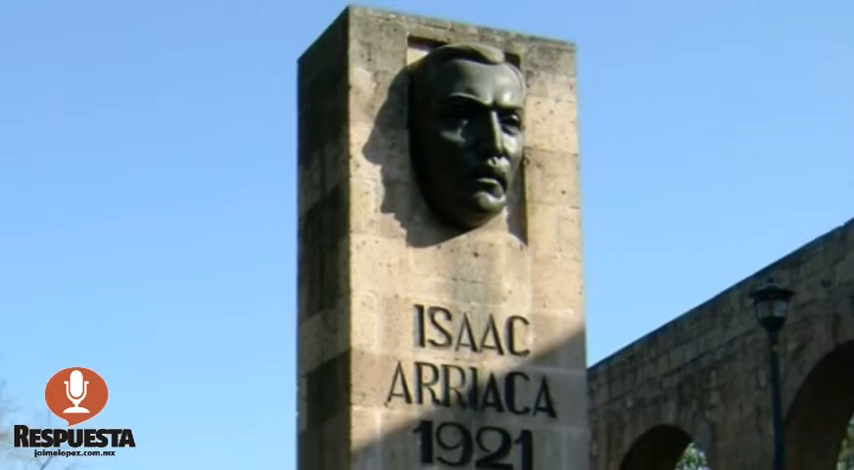 ISAAC
ARRIAGA
1921
RESPUESTA
jaimelopez.com.mx